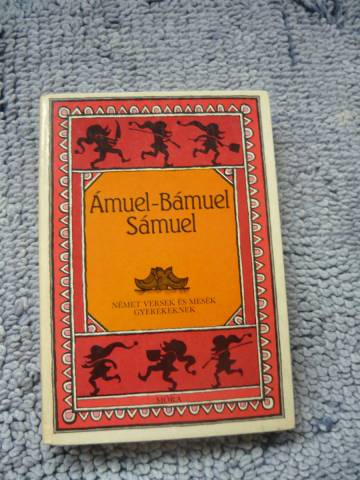 Ámuel-Bámuel
Sámuel
NÉMET VERSEK ÉS MESÉK
GYEREKEKNEK
MÓRA